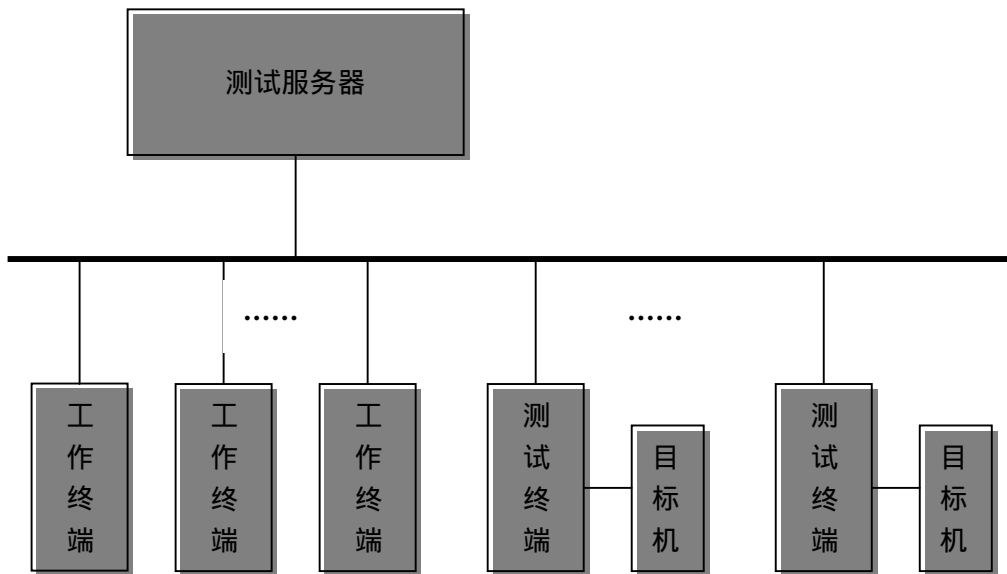 测试服务器
……
……
工作终端
工作终端
工作终端
测试终端
目标机
测试终端
目标机